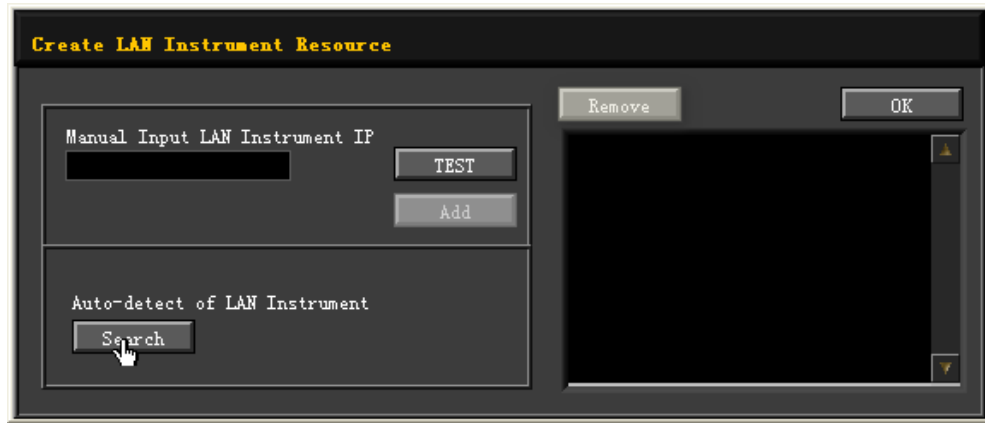 Create LAN Instrument Resource
Manual Input LAN Instrument IP
TEST
Add
Auto-detect of LAN Instrument
Search
Remove
OK